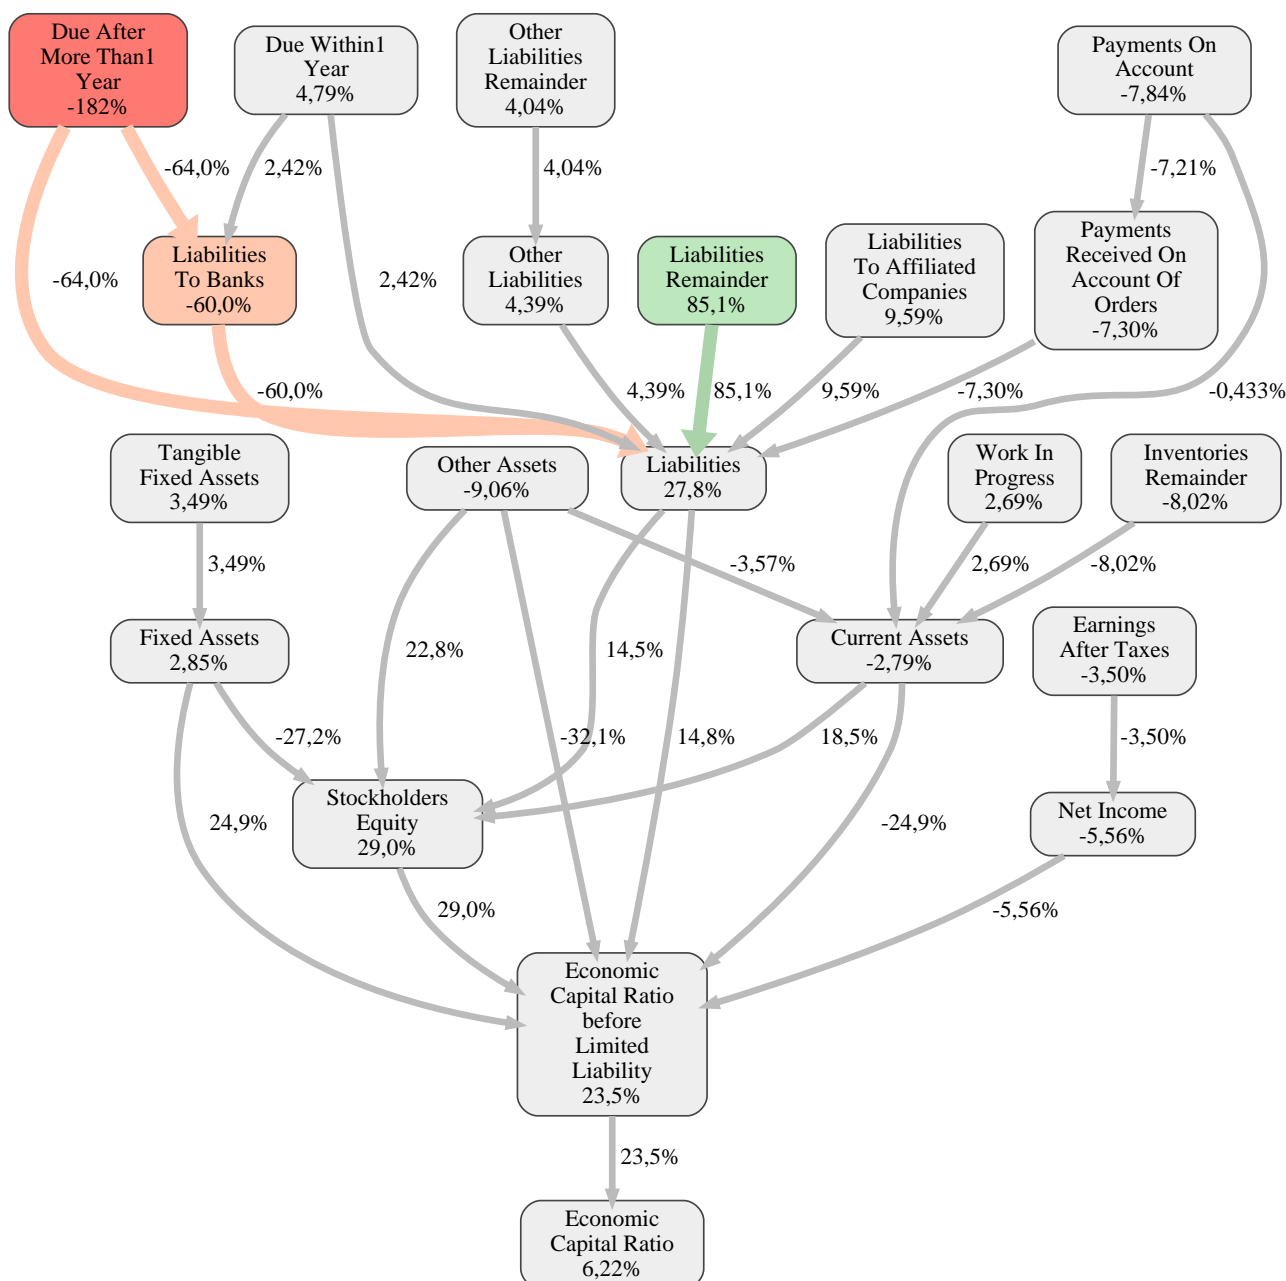 Due After
More Than1
Year
-182%
Due Within1
Year
4,79%
Other
Liabilities
Remainder
4,04%
Payments On
Account
-7,84%
-64,0%
2,42%
4,04%
-7,21%
Liabilities
To Banks
-60,0%
Other
Liabilities
4,39%
Liabilities
Remainder
85,1%
Liabilities
To Affiliated
Companies
9,59%
Payments
Received On
Account Of
Orders
-7,30%
-64,0%
2,42%
-60,0%
4,39%
85,1%
9,59%
-7,30%
-0,433%
Tangible
Fixed Assets
3,49%
Other Assets
-9,06%
Liabilities
27,8%
Work In
Progress
2,69%
Inventories
Remainder
-8,02%
3,49%
-3,57%
2,69%
-8,02%
Fixed Assets
2,85%
22,8%
14,5%
Current Assets
-2,79%
Earnings
After Taxes
-3,50%
-27,2%
-32,1%
14,8%
18,5%
-3,50%
Stockholders
Equity
29,0%
24,9%
-24,9%
Net Income
-5,56%
29,0%
-5,56%
Economic
Capital Ratio
before
Limited
Liability
23,5%
23,5%
Economic
Capital Ratio
6,22%